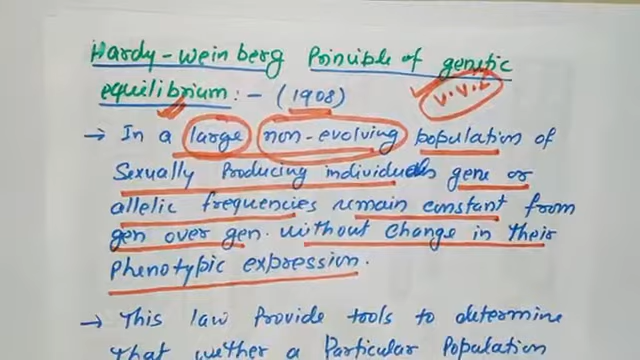 Hardy-weinberg Principle of genetic
equilibrium:- (1908) V.V.I
→ In a large non-evolving population of
Sexually Producing individuals gene or
allelic frequencies remain constant from
gen over gen. without change in their
Phenotypic expression.
→ This law Provide tools to determine
that wether a Particular Population